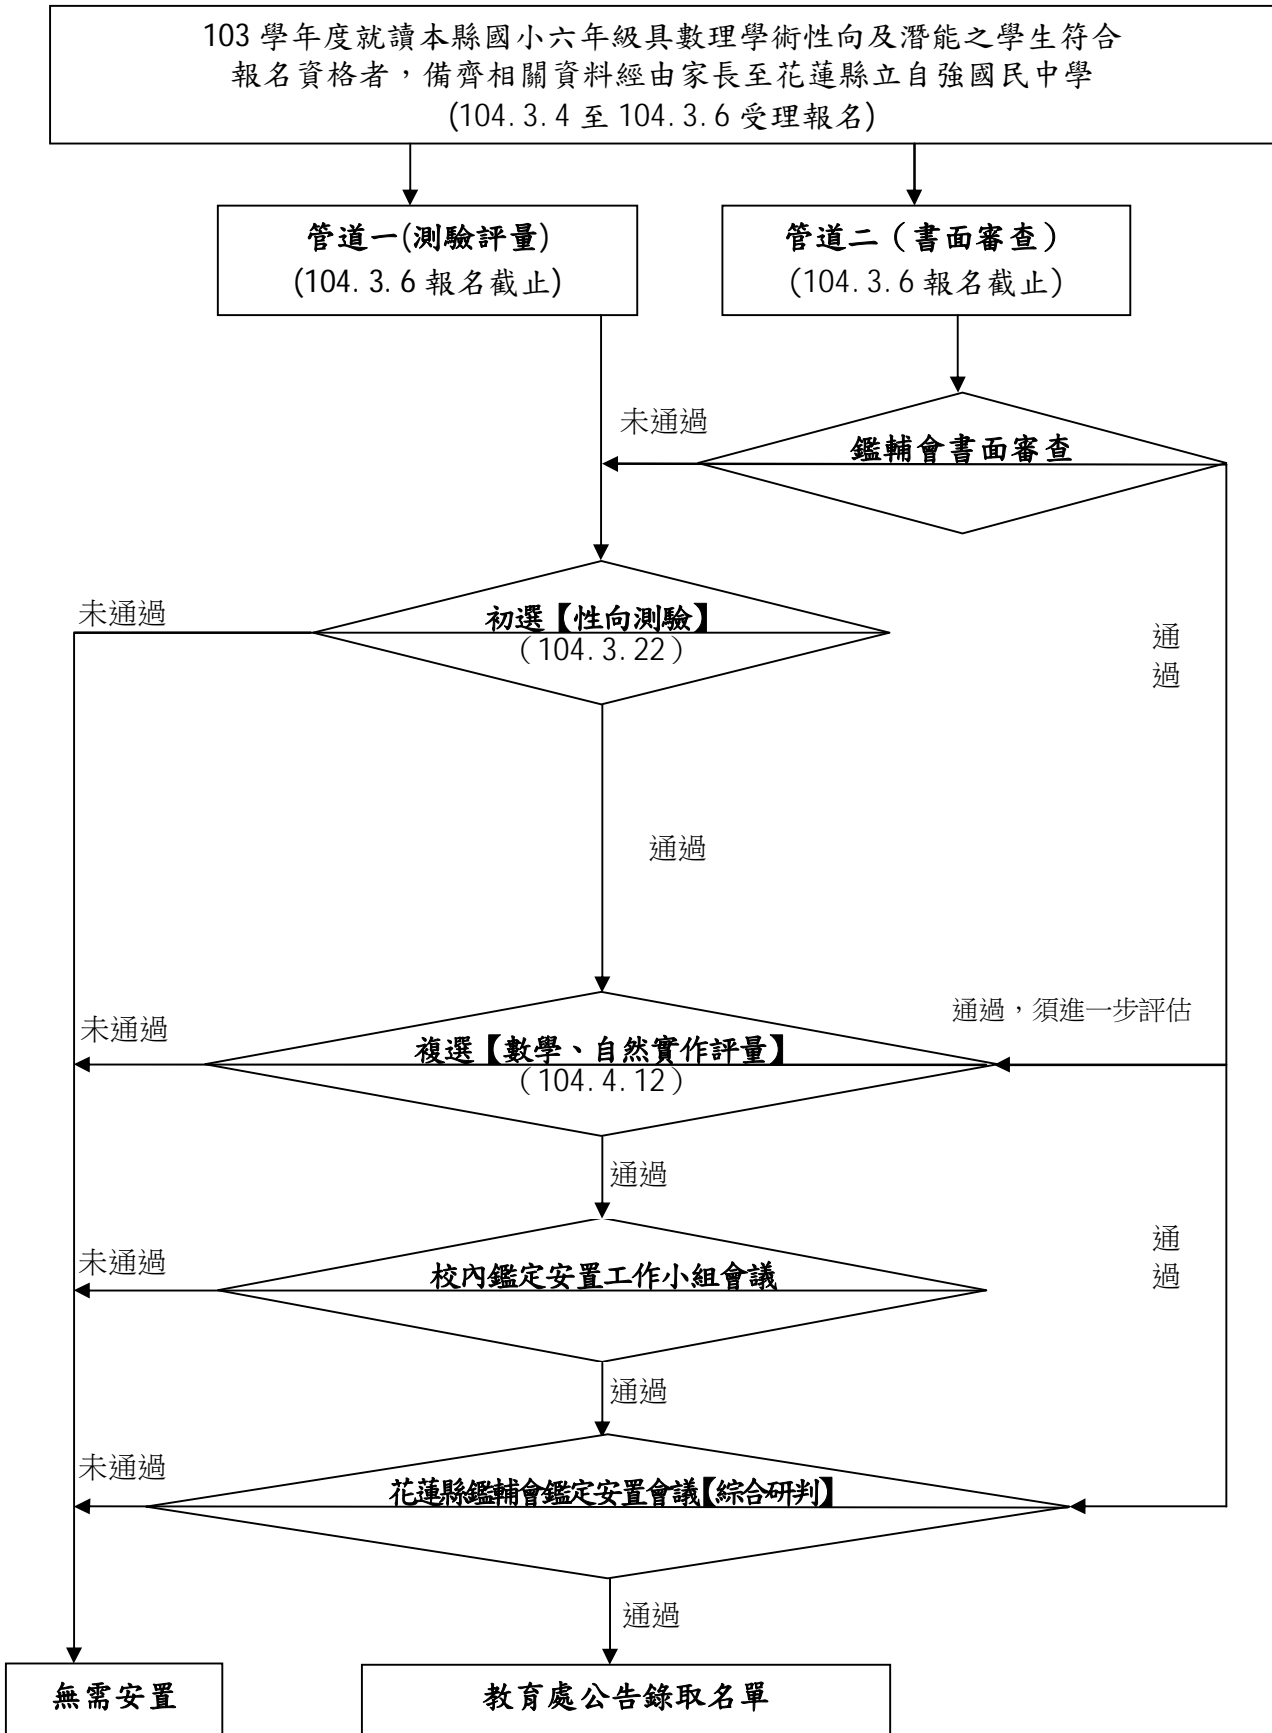 103 學年度就讀本縣國小六年級具數理學術性向及潛能之學生符合
報名資格者，備齊相關資料經由家長至花蓮縣立自強國民中學
(104.3.4 至 104.3.6 受理報名)
管道一(測驗評量)
(104.3.6 報名截止)
管道二（書面審查）
(104.3.6 報名截止)
未通過
鑑輔會書面審查
未通過
初選【性向測驗】
（104.3.22）
通
過
通過
通過，須進一步評估
未通過
複選【數學、自然實作評量】
（104.4.12）
通過
通
過
未通過
校內鑑定安置工作小組會議
通過
未通過
花蓮縣鑑輔會鑑定安置會議【綜合研判】
通過
無需安置
教育處公告錄取名單